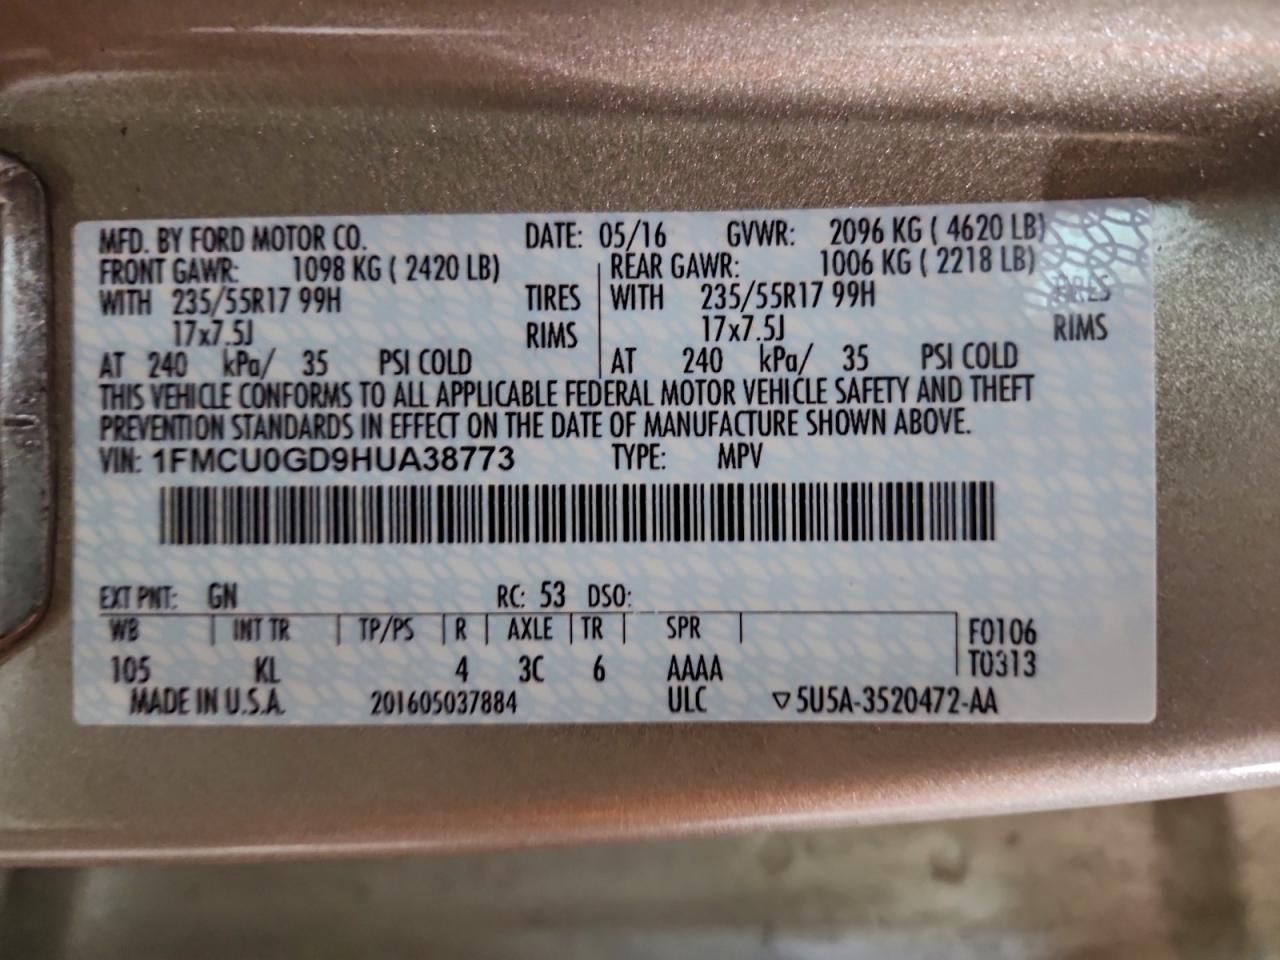 MFD. BY FORD MOTOR CO. DATE: 05/16 GVWR: 2096 KG ( 4620 LB)
FRONT GAWR: 1098 KG ( 2420 LB) REAR GAWR: 1006 KG ( 2218 LB)
WITH 235/55R17 99H TIRES WITH 235/55R17 99H TIRES
17x7.5J RIMS 17x7.5J RIMS
AT 240 kPa/ 35 PSI COLD AT 240 kPa/ 35 PSI COLD
THIS VEHICLE CONFORMS TO ALL APPLICABLE FEDERAL MOTOR VEHICLE SAFETY AND THEFT
PREVENTION STANDARDS IN EFFECT ON THE DATE OF MANUFACTURE SHOWN ABOVE.
VIN: 1FMCU0GD9HUA38773 TYPE: MPV
EXT PNT: GN RC: 53 DSO:
WB | INT TR | TP/PS | R | AXLE | TR | SPR | F0106
105 KL 4 3C 6 AAAA T0313
MADE IN U.S.A. 201605037884 ULC ▽5U5A-3520472-AA